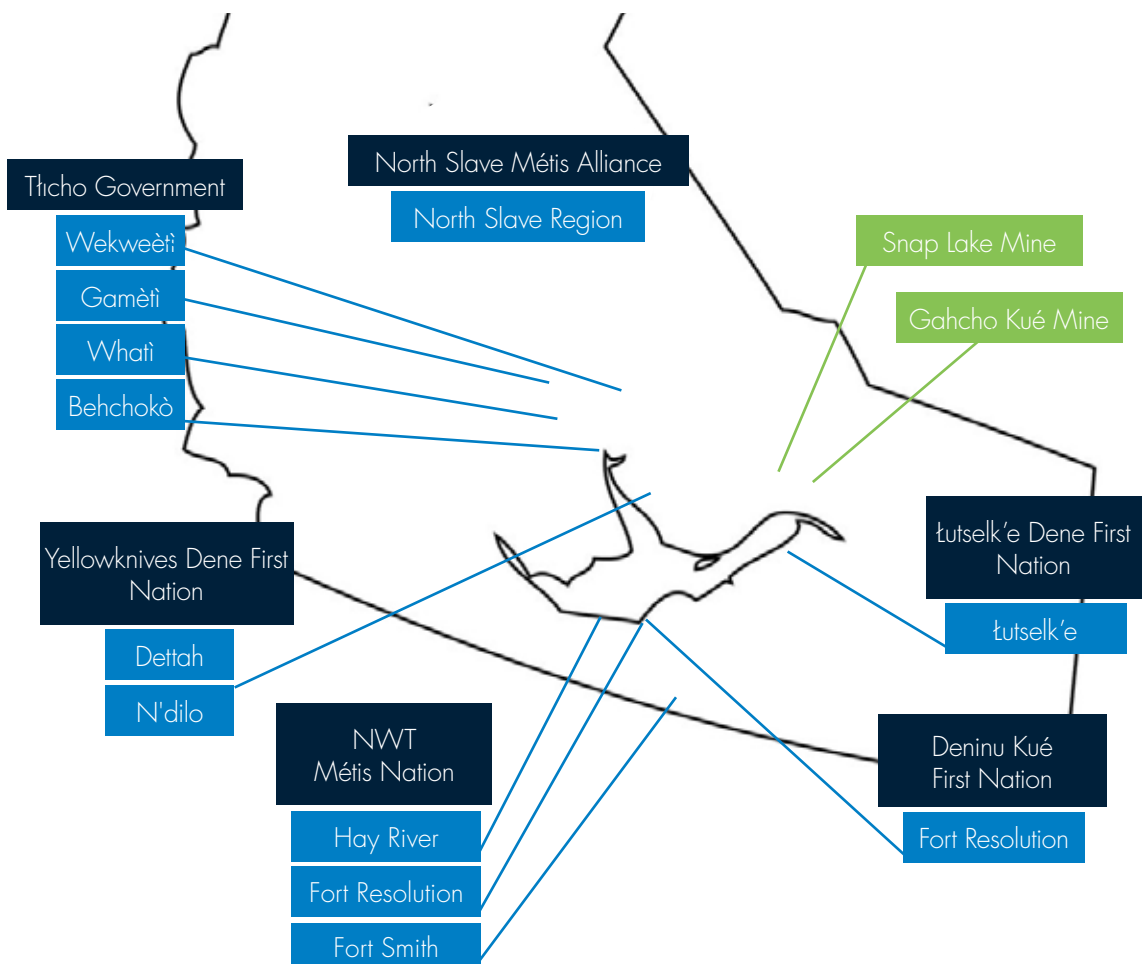 North Slave Métis Alliance
North Slave Region
Tłıcho Government
Wekweètì
Gamètì
Whatì
Behchokò
Snap Lake Mine
Gahcho Kué Mine
Yellowknives Dene First
Nation
Dettah
N'dilo
Łutselk’e Dene First
Nation
Łutselk’e
NWT
Métis Nation
Hay River
Fort Resolution
Fort Smith
Deninu Kué
First Nation
Fort Resolution